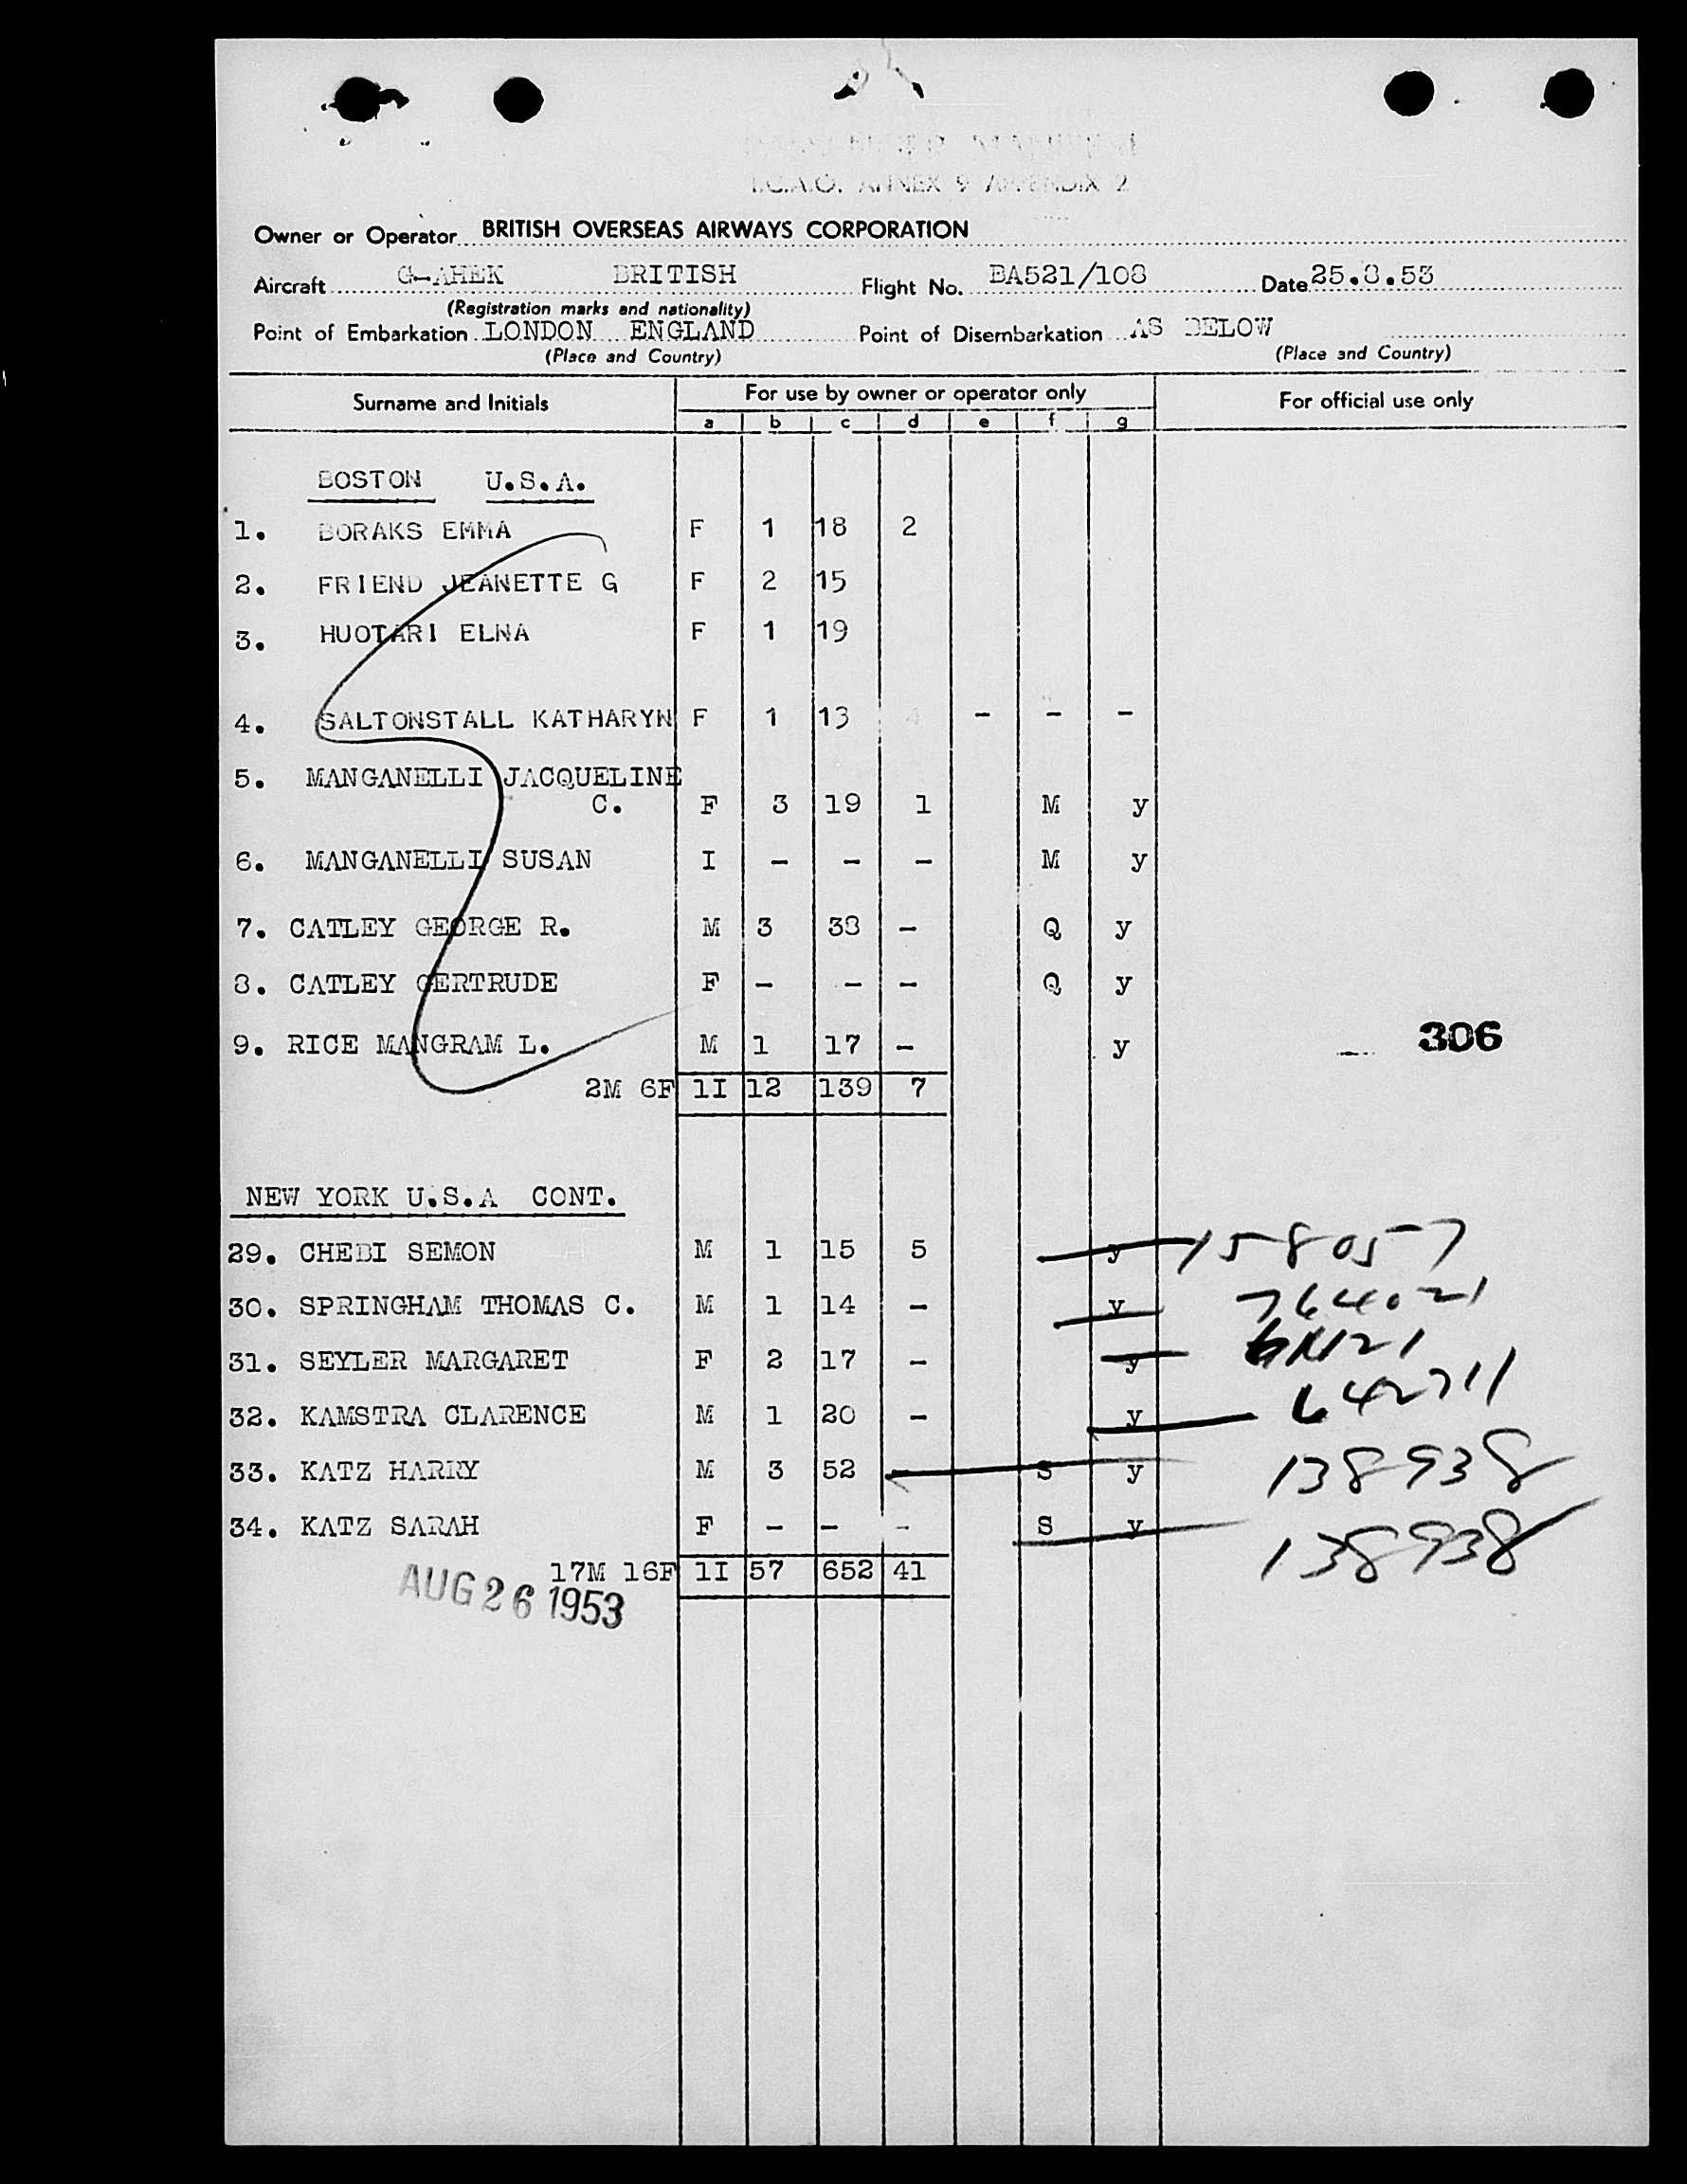 I.C.A.O. ANNEX 9 APPENDIX 2
Owner or Operator BRITISH OVERSEAS AIRWAYS CORPORATION
Aircraft G-AHEK BRITISH Flight No. BA521/108 Date 25.8.53
(Registration marks and nationality)
Point of Embarkation LONDON ENGLAND Point of Disembarkation AS BELOW
(Place and Country) (Place and Country)
Surname and Initials For use by owner or operator only For official use only
a b c d e f g
BOSTON U.S.A.
1. BORAKS EMMA F 1 18 2
2. FRIEND JEANETTE G F 2 15
3. HUOTARI ELNA F 1 19
4. SALTONSTALL KATHARYN F 1 13 4 - - -
5. MANGANELLI JACQUELINE
C. F 3 19 1 M y
6. MANGANELLI SUSAN I - - - M y
7. CATLEY GEORGE R. M 3 38 - Q y
8. CATLEY GERTRUDE F - - - Q y
9. RICE MANGRAM L. M 1 17 - y
306
2M 6F 1I 12 139 7
NEW YORK U.S.A CONT.
29. CHEBI SEMON M 1 15 5 y 158057
30. SPRINGHAM THOMAS C. M 1 14 - y 764021
31. SEYLER MARGARET F 2 17 - y
32. KAMSTRA CLARENCE M 1 20 - y 642711
33. KATZ HARRY M 3 52 - S y 138938
34. KATZ SARAH F - - - S y 138938
17M 16F 1I 57 652 41
AUG 26 1953